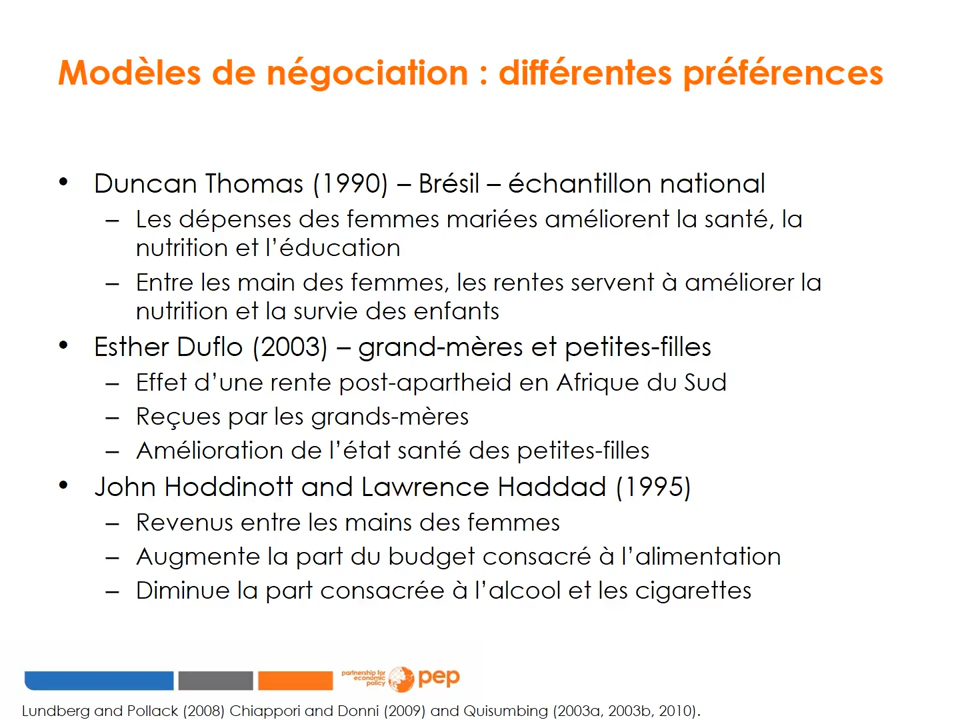 Modèles de négociation : différentes préférences
• Duncan Thomas (1990) – Brésil – échantillon national
– Les dépenses des femmes mariées améliorent la santé, la
nutrition et l’éducation
– Entre les main des femmes, les rentes servent à améliorer la
nutrition et la survie des enfants
• Esther Duflo (2003) – grand-mères et petites-filles
– Effet d’une rente post-apartheid en Afrique du Sud
– Reçues par les grands-mères
– Amélioration de l’état santé des petites-filles
• John Hoddinott and Lawrence Haddad (1995)
– Revenus entre les mains des femmes
– Augmente la part du budget consacré à l’alimentation
– Diminue la part consacrée à l’alcool et les cigarettes
partnership for
economic
policy
pep
Lundberg and Pollack (2008) Chiappori and Donni (2009) and Quisumbing (2003a, 2003b, 2010).